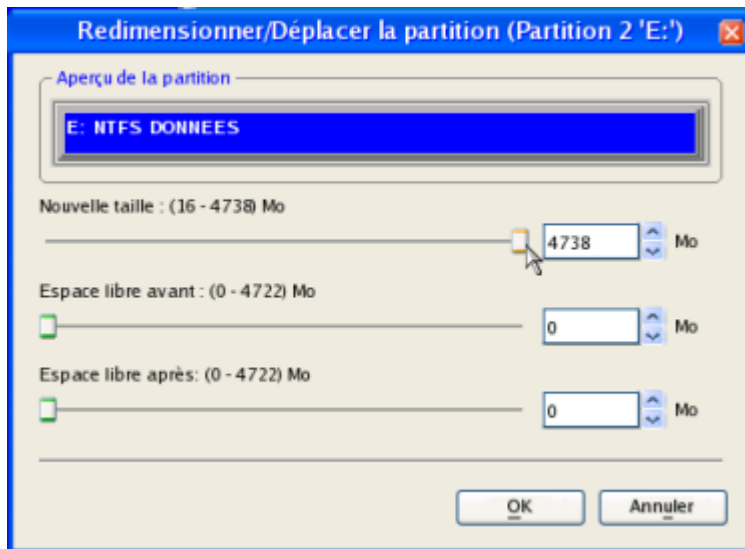 Redimensionner/Déplacer la partition (Partition 2 'E:')
Aperçu de la partition
E: NTFS DONNEES
Nouvelle taille : (16 - 4738) Mo
4738 Mo
Espace libre avant : (0 - 4722) Mo
0 Mo
Espace libre après: (0 - 4722) Mo
0 Mo
OK Annuler